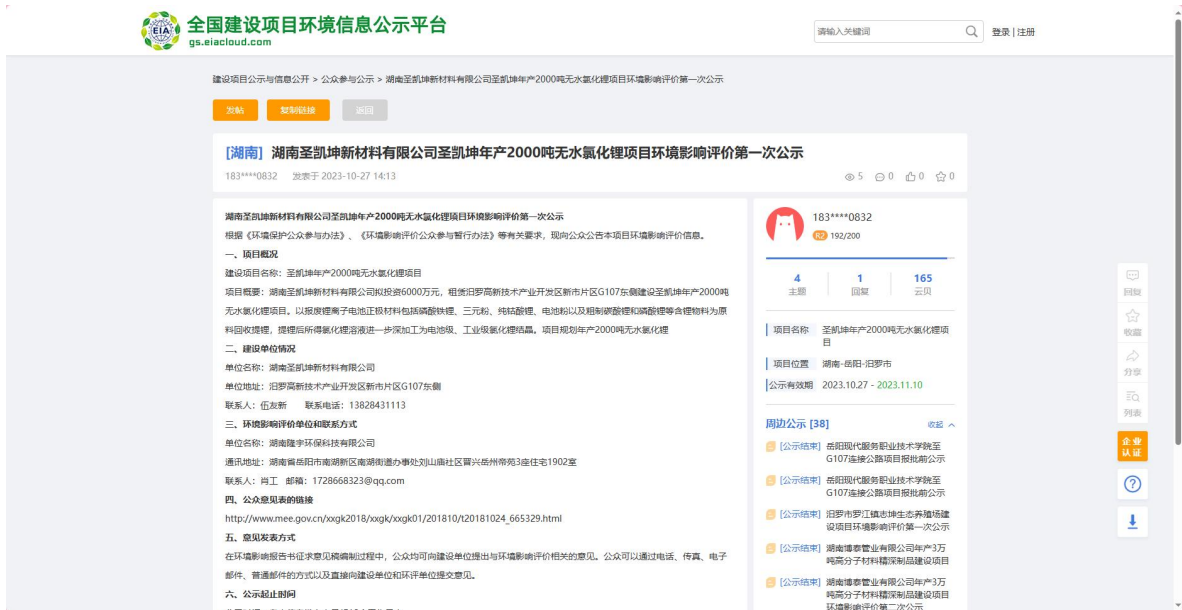 EIA
全国建设项目环境信息公示平台
gs.eiacloud.com
请输入关键词
登录 | 注册
建设项目公示与信息公开 > 公众参与公示 > 湖南圣凯坤新材料有限公司圣凯坤年产2000吨无水氯化锂项目环境影响评价第一次公示
发帖 复制链接 返回
[湖南] 湖南圣凯坤新材料有限公司圣凯坤年产2000吨无水氯化锂项目环境影响评价第一次公示
183****0832 发表于 2023-10-27 14:13
5 0 0 0
湖南圣凯坤新材料有限公司圣凯坤年产2000吨无水氯化锂项目环境影响评价第一次公示
根据《环境保护公众参与办法》、《环境影响评价公众参与暂行办法》等有关要求，现向公众公告本项目环境影响评价信息。
一、项目概况
建设项目名称：圣凯坤年产2000吨无水氯化锂项目
项目概要：湖南圣凯坤新材料有限公司拟投资6000万元，租赁汨罗高新技术产业开发区新市片区G107东侧建设圣凯坤年产2000吨
无水氯化锂项目。以报废锂离子电池正极材料包括磷酸铁锂、三元粉、纯钴酸锂、电池粉以及粗制碳酸锂和磷酸锂等含锂物料为原
料回收提锂，提锂后所得氯化锂溶液进一步深加工为电池级、工业级氯化锂结晶。项目规划年产2000吨无水氯化锂
二、建设单位情况
单位名称：湖南圣凯坤新材料有限公司
单位地址：汨罗高新技术产业开发区新市片区G107东侧
联系人：伍友新 联系电话：13828431113
三、环境影响评价单位和联系方式
单位名称：湖南隆宇环保科技有限公司
通讯地址：湖南省岳阳市南湖新区南湖街道办事处刘山庙社区晋兴岳州帝苑3座住宅1902室
联系人：肖工 邮箱：1728668323@qq.com
四、公众意见表的链接
http://www.mee.gov.cn/xxgk2018/xxgk/xxgk01/201810/t20181024_665329.html
五、意见发表方式
在环境影响报告书征求意见稿编制过程中，公众均可向建设单位提出与环境影响评价相关的意见。公众可以通过电话、传真、电子
邮件、普通邮件的方式以及直接向建设单位和环评单位提交意见。
六、公示起止时间
183****0832
R2 192/200
4 1 165
主题 回复 云贝
项目名称 圣凯坤年产2000吨无水氯化锂项
目
项目位置 湖南-岳阳-汨罗市
公示有效期 2023.10.27 - 2023.11.10
周边公示 [38] 收起
[公示结束] 岳阳现代服务职业技术学院至
G107连接公路项目报批前公示
[公示结束] 岳阳现代服务职业技术学院至
G107连接公路项目报批前公示
[公示结束] 汨罗市罗江镇志坤生态养殖场建
设项目环境影响评价第一次公示
[公示结束] 湖南博泰管业有限公司年产3万
吨高分子材料精深制品建设项目
[公示结束] 湖南博泰管业有限公司年产3万
吨高分子材料精深制品建设项目
环境影响评价第二次公示
回复
收藏
分享
列表
企业
认证